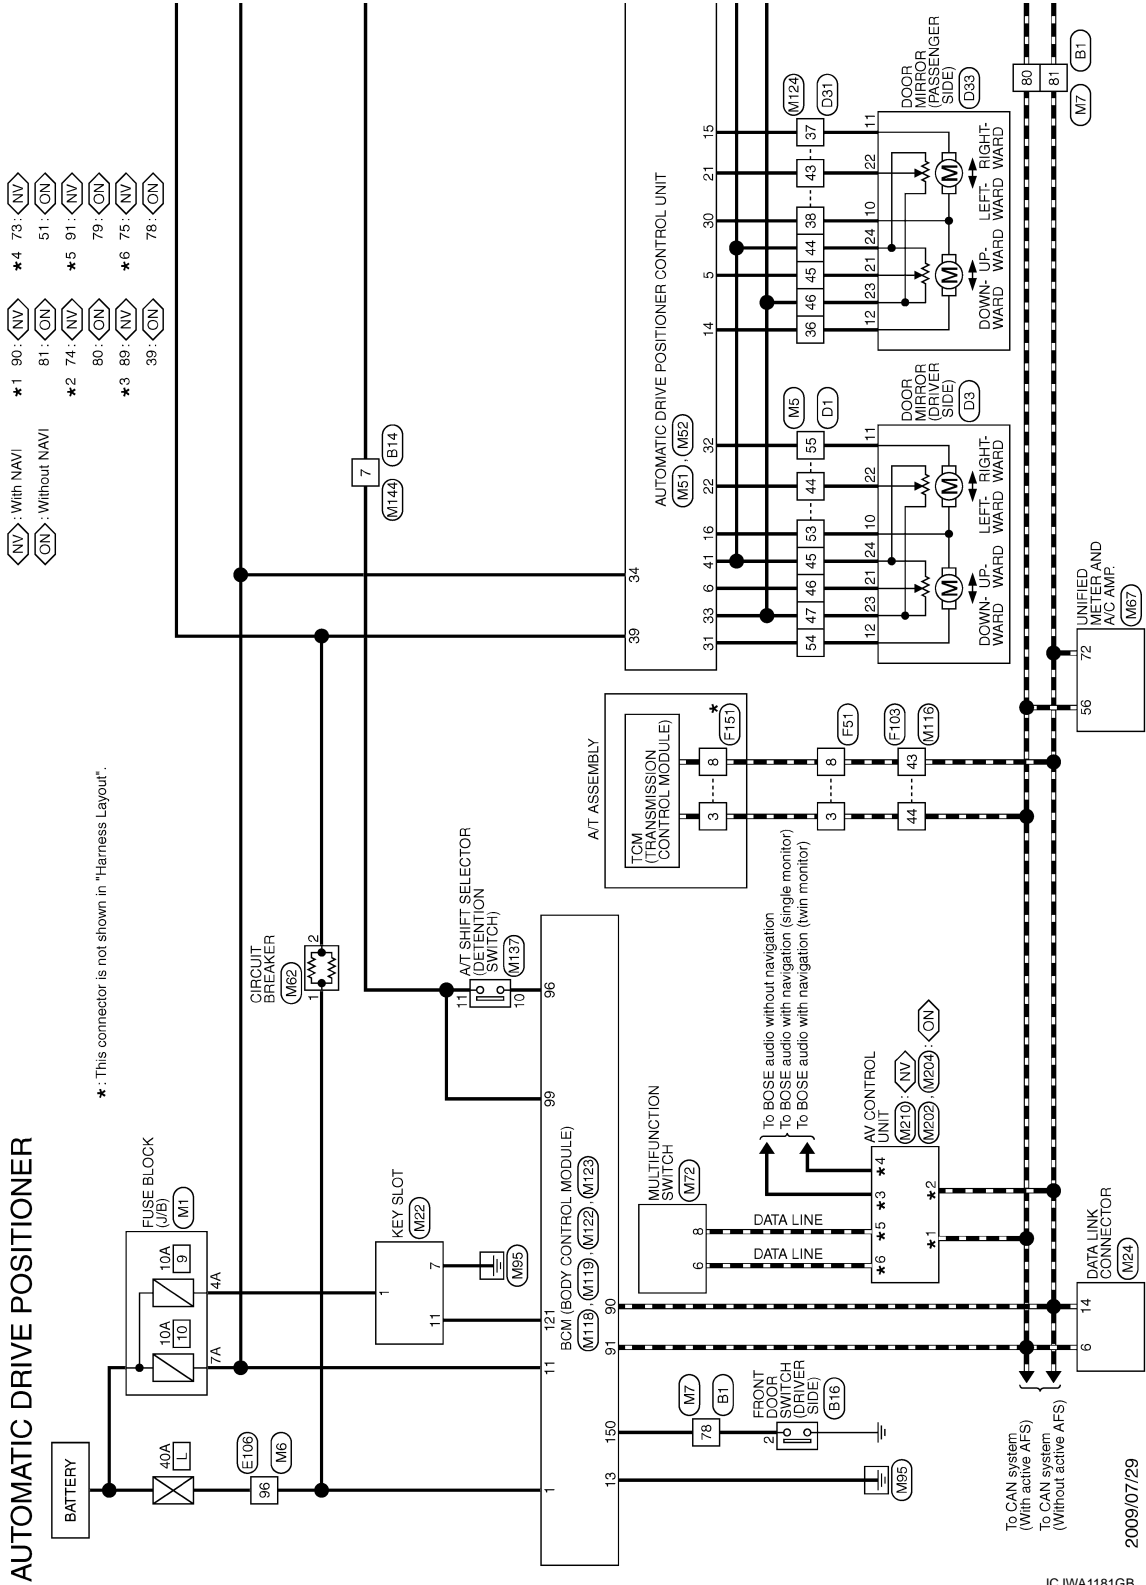 AUTOMATIC DRIVE POSITIONER
NV : With NAVI
ON : Without NAVI
*1 90: NV
81: ON
*2 74: NV
80: ON
*3 89: NV
39: ON
*4 73: NV
51: ON
*5 91: NV
79: ON
*6 75: NV
78: ON
* : This connector is not shown in "Harness Layout".
BATTERY
40A
L
E106
96
M6
FUSE BLOCK
(J/B)
M1
10A
10
10A
9
7A
4A
KEY SLOT
M22
1
11
7
M95
CIRCUIT
BREAKER
M62
1
2
7
M144
B14
A/T SHIFT SELECTOR
(DETENTION
SWITCH)
M137
11
10
1
11
121
99
96
BCM (BODY CONTROL MODULE)
M118 , M119 , M122 , M123
13
150
91
90
M95
M7
78
B1
FRONT
DOOR
SWITCH
(DRIVER
SIDE)
B16
2
MULTIFUNCTION
SWITCH
M72
6
8
DATA LINE
DATA LINE
To BOSE audio without navigation
To BOSE audio with navigation (single monitor)
To BOSE audio with navigation (twin monitor)
AV CONTROL
UNIT
M210 : NV
M202 , M204 : ON
*6
*5
*3
*4
*1
*2
A/T ASSEMBLY
TCM
(TRANSMISSION
CONTROL MODULE)
3
8
*
F151
3
8
F51
44
43
F103
M116
39
34
AUTOMATIC DRIVE POSITIONER CONTROL UNIT
M51 , M52
31
33
6
41
16
22
32
14
5
30
21
15
54
47
46
45
53
44
55
M5
D1
36
46
45
44
38
43
37
M124
D31
12
23
21
24
10
22
11
DOOR
MIRROR
(DRIVER
SIDE)
D3
M
M
DOWN-
WARD
UP-
WARD
LEFT-
WARD
RIGHT-
WARD
12
23
21
24
10
22
11
DOOR
MIRROR
(PASSENGER
SIDE)
D33
M
M
DOWN-
WARD
UP-
WARD
LEFT-
WARD
RIGHT-
WARD
80
81
M7
B1
To CAN system
(With active AFS)
To CAN system
(Without active AFS)
DATA LINK
CONNECTOR
M24
6
14
UNIFIED
METER AND
A/C AMP.
M67
56
72
2009/07/29
JCJWA1181GB